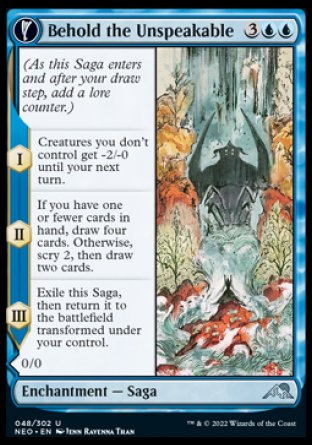 Behold the Unspeakable 3
(As this Saga enters
and after your draw
step, add a lore
counter.)
I
Creatures you don't
control get -2/-0
until your next
turn.
II
If you have one
or fewer cards in
hand, draw four
cards. Otherwise,
scry 2, then draw
two cards.
III
Exile this Saga,
then return it to
the battlefield
transformed under
your control.
0/0
Enchantment — Saga
048/302 U
NEO • EN Jenn Ravenna Tran
™ & © 2022 Wizards of the Coast